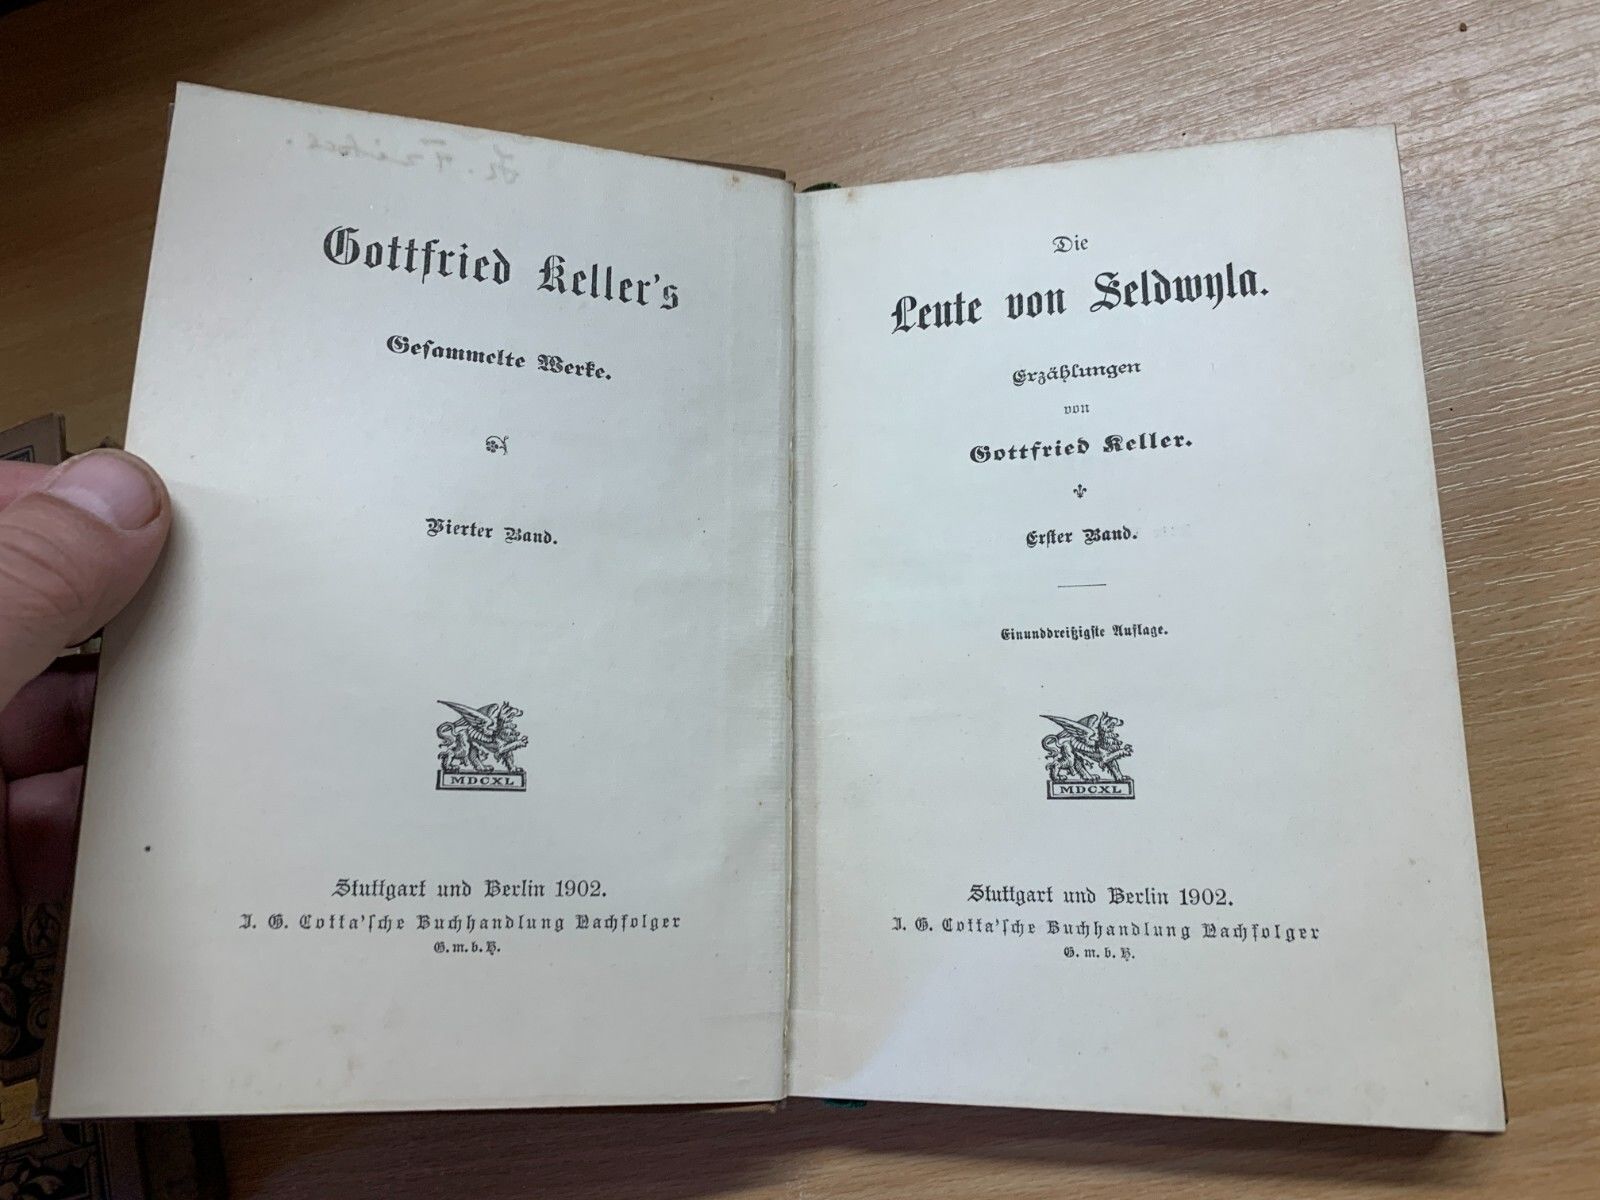 Gottfried Keller's
Gesammelte Werke.
Vierter Band.
MDCXL
Stuttgart und Berlin 1902.
J. G. Cotta'sche Buchhandlung Nachfolger
G. m. b. H.
Die
Leute von Seldwyla.
Erzählungen
von
Gottfried Keller.
Erster Band.
Einunddreißigste Auflage.
MDCXL
Stuttgart und Berlin 1902.
J. G. Cotta'sche Buchhandlung Nachfolger
G. m. b. H.